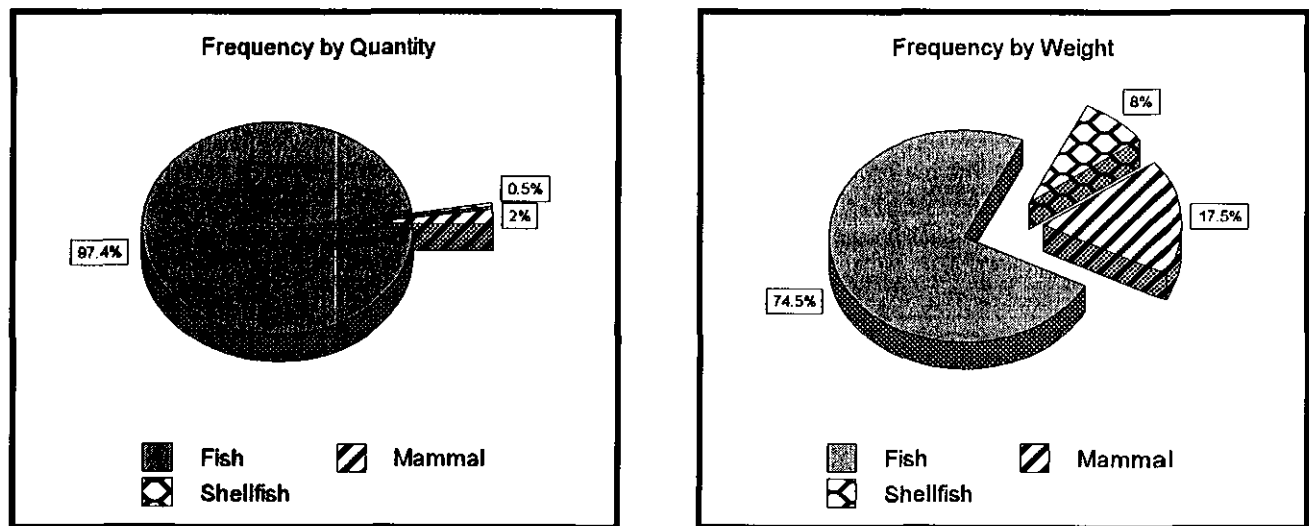 Frequency by Quantity
0.5%
2%
97.4%
Fish
Mammal
Shellfish
Frequency by Weight
8%
17.5%
74.5%
Fish
Mammal
Shellfish